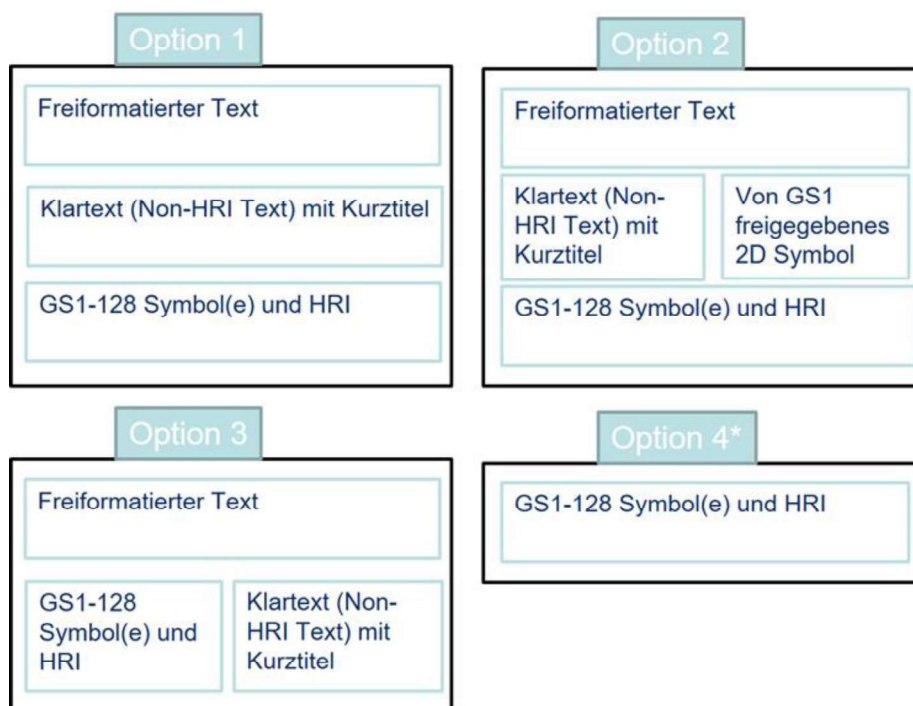 Option 1
Freiformatierter Text
Klartext (Non-HRI Text) mit Kurztitel
GS1-128 Symbol(e) und HRI
Option 2
Freiformatierter Text
Klartext (Non-
HRI Text) mit
Kurztitel
Von GS1
freigegebenes
2D Symbol
GS1-128 Symbol(e) und HRI
Option 3
Freiformatierter Text
GS1-128
Symbol(e) und
HRI
Klartext (Non-
HRI Text) mit
Kurztitel
Option 4*
GS1-128 Symbol(e) und HRI